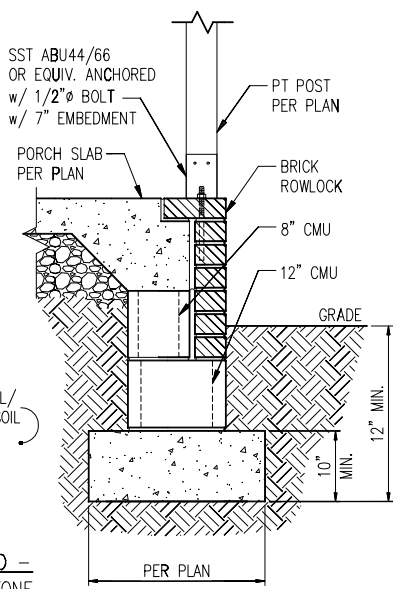 SST ABU44/66
OR EQUIV. ANCHORED
w/ 1/2"ø BOLT
w/ 7" EMBEDMENT
PT POST
PER PLAN
PORCH SLAB
PER PLAN
BRICK
ROWLOCK
8" CMU
12" CMU
GRADE
L/
SOIL
12" MIN.
10"
MIN.
PER PLAN